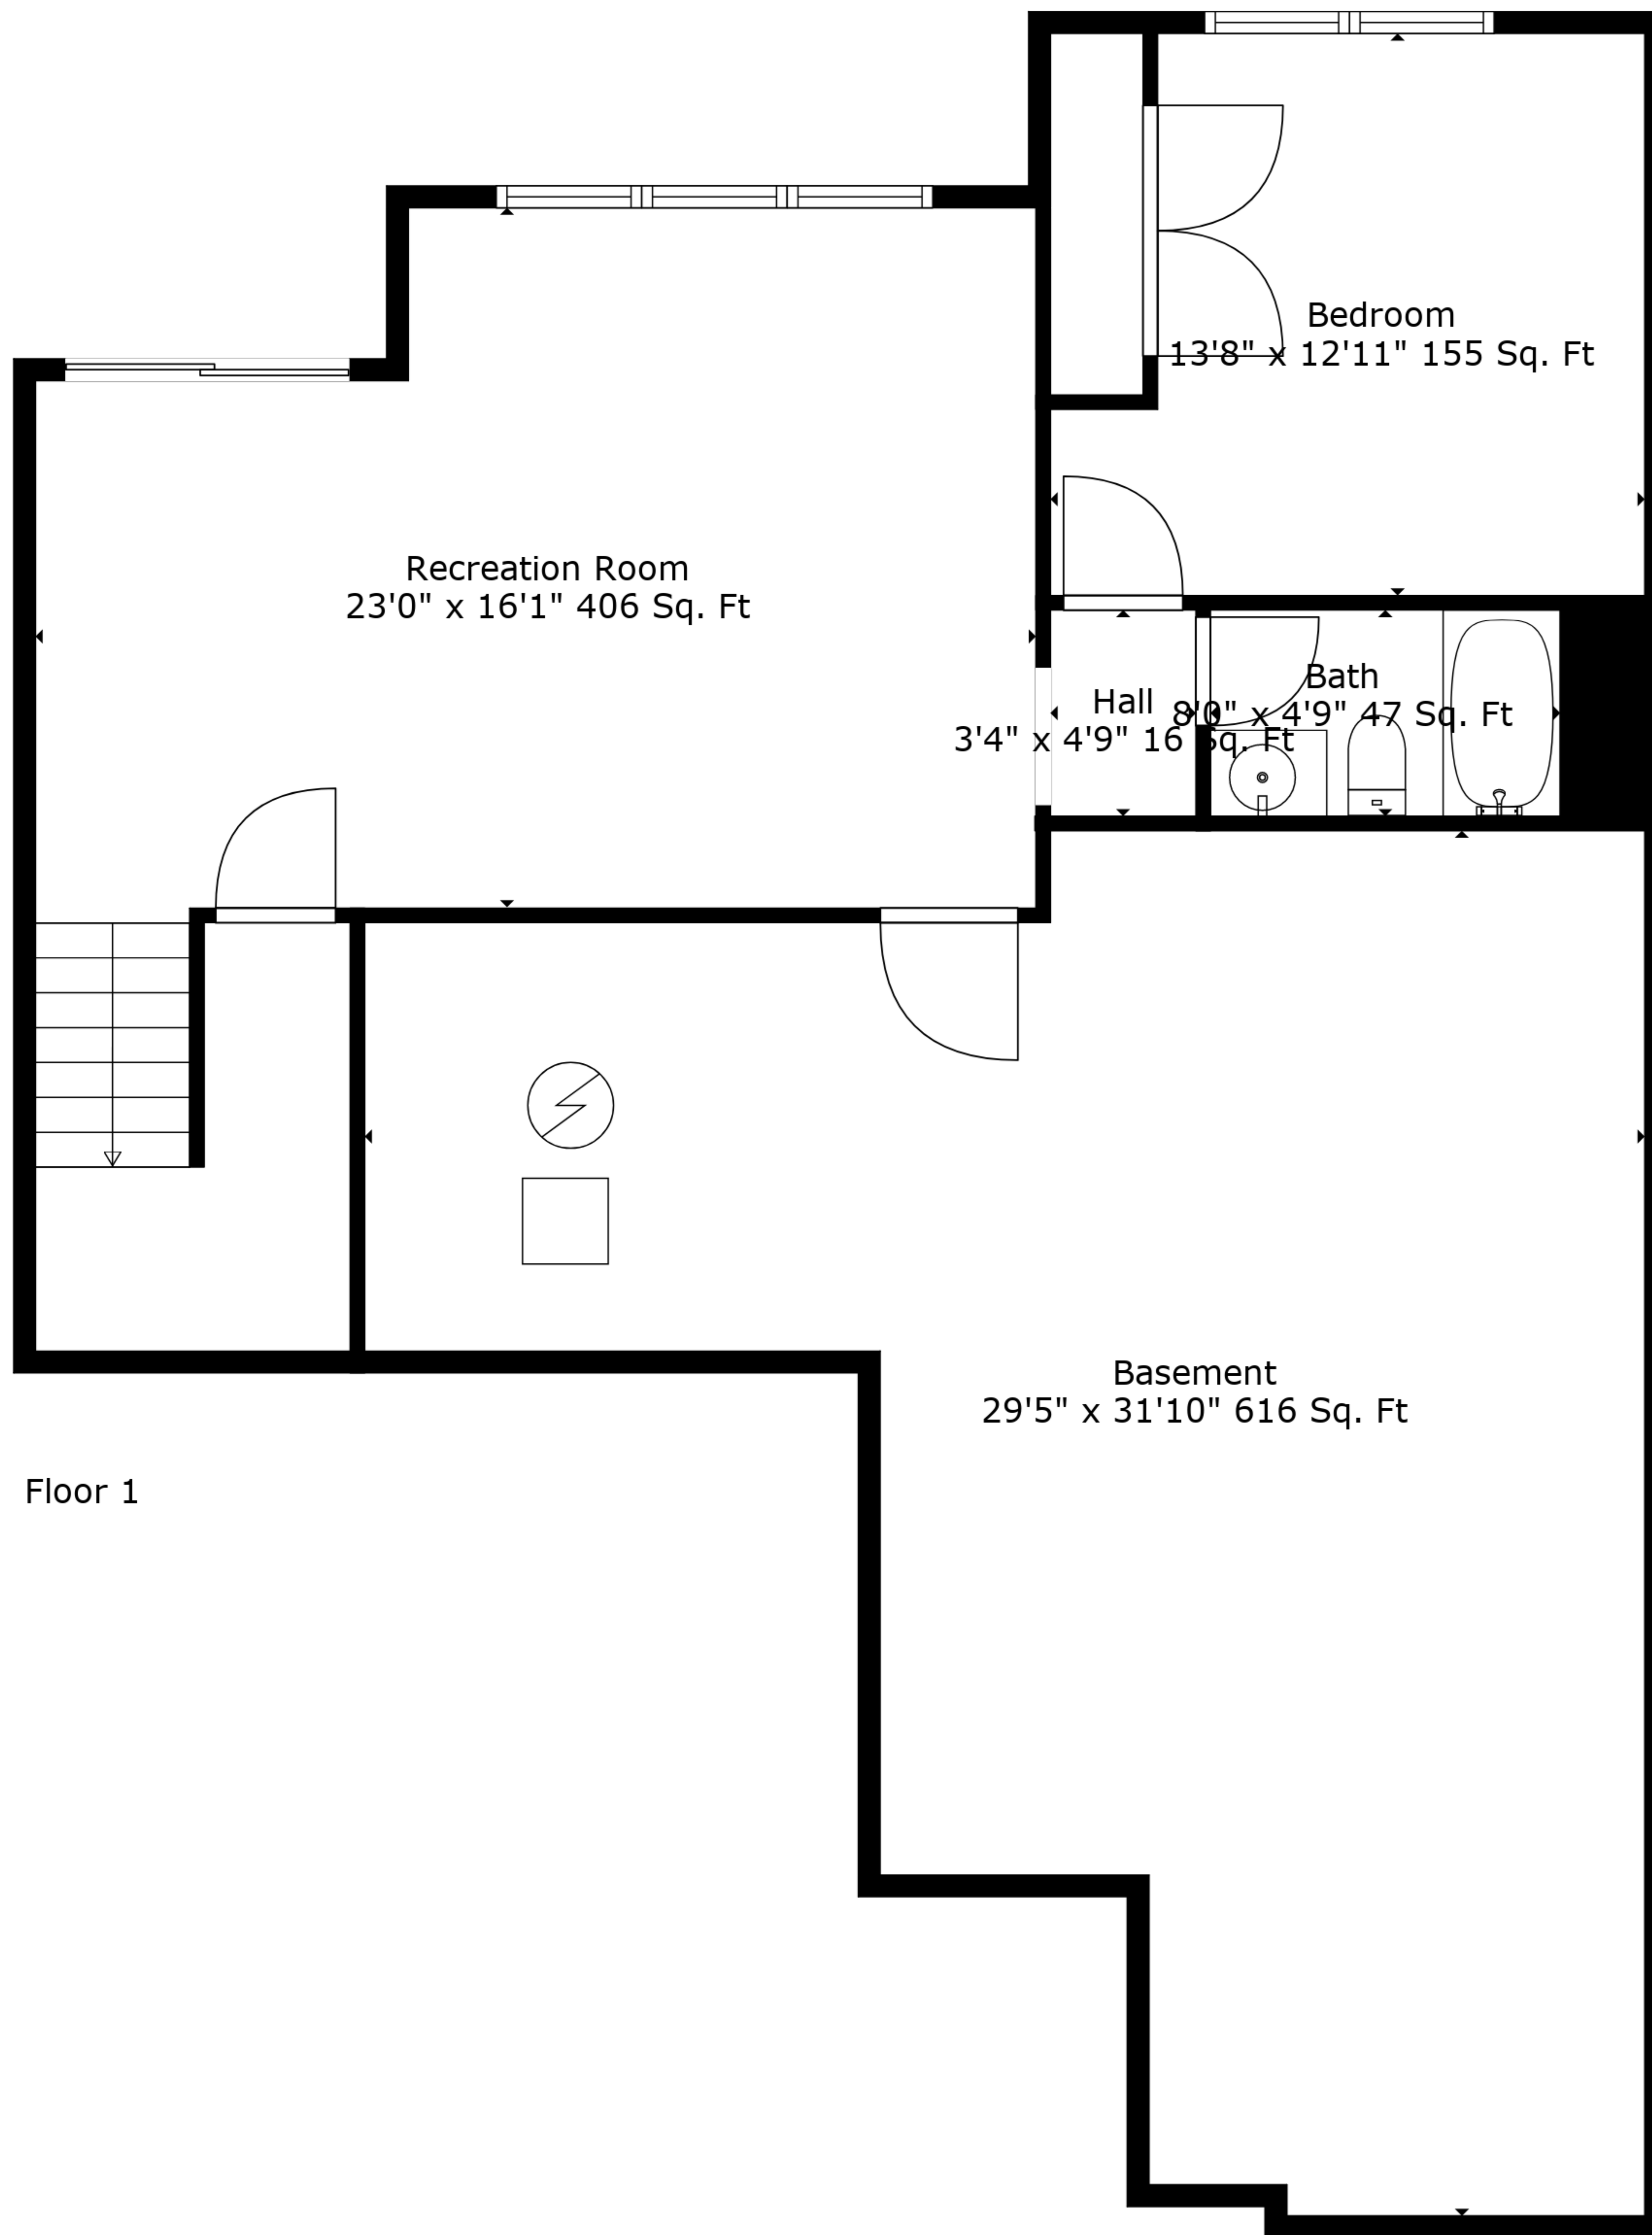 Bedroom
13'8" x 12'11" 155 Sq. Ft
Recreation Room
23'0" x 16'1" 406 Sq. Ft
Bath
8'0" x 4'9" 47 Sq. Ft
Hall
3'4" x 4'9" 16 Sq. Ft
Basement
29'5" x 31'10" 616 Sq. Ft
Floor 1